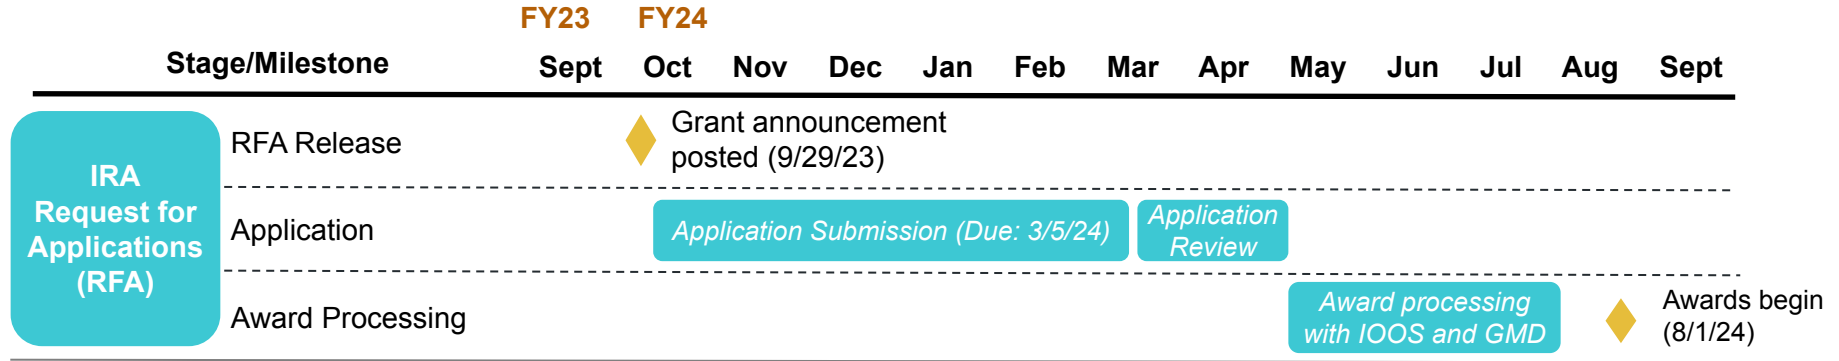 FY23 FY24
Stage/Milestone Sept Oct Nov Dec Jan Feb Mar Apr May Jun Jul Aug Sept
IRA
Request for
Applications
(RFA)
RFA Release
Grant announcement
posted (9/29/23)
Application
Application Submission (Due: 3/5/24)
Application
Review
Award Processing
Award processing
with IOOS and GMD
Awards begin
(8/1/24)